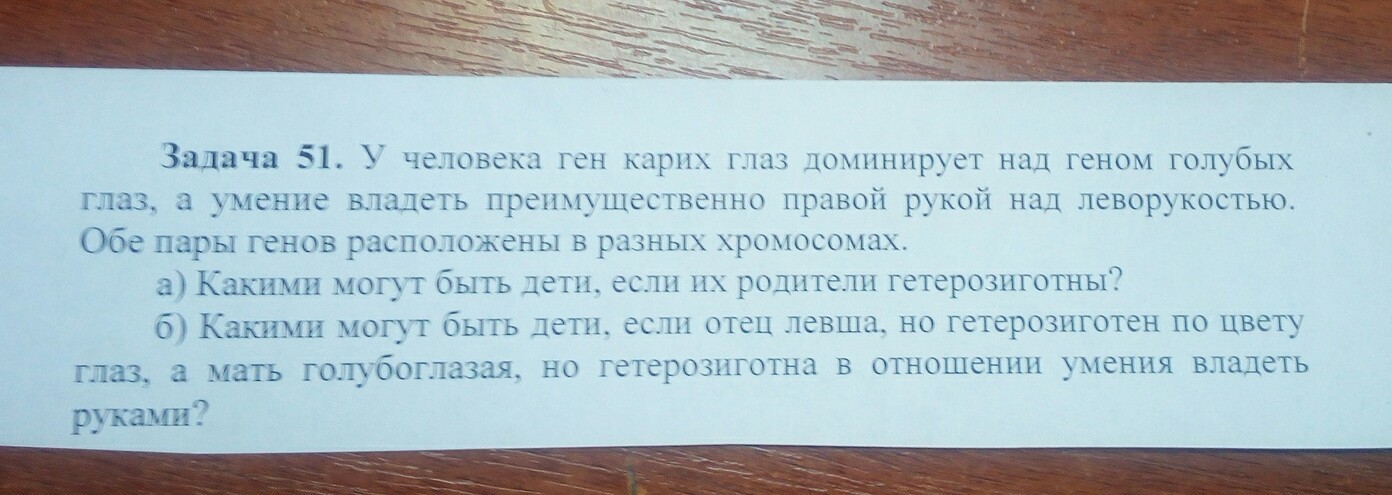 Задача 51. У человека ген карих глаз доминирует над геном голубых
глаз, а умение владеть преимущественно правой рукой над леворукостью.
Обе пары генов расположены в разных хромосомах.
а) Какими могут быть дети, если их родители гетерозиготны?
б) Какими могут быть дети, если отец левша, но гетерозиготен по цвету
глаз, а мать голубоглазая, но гетерозиготна в отношении умения владеть
руками?